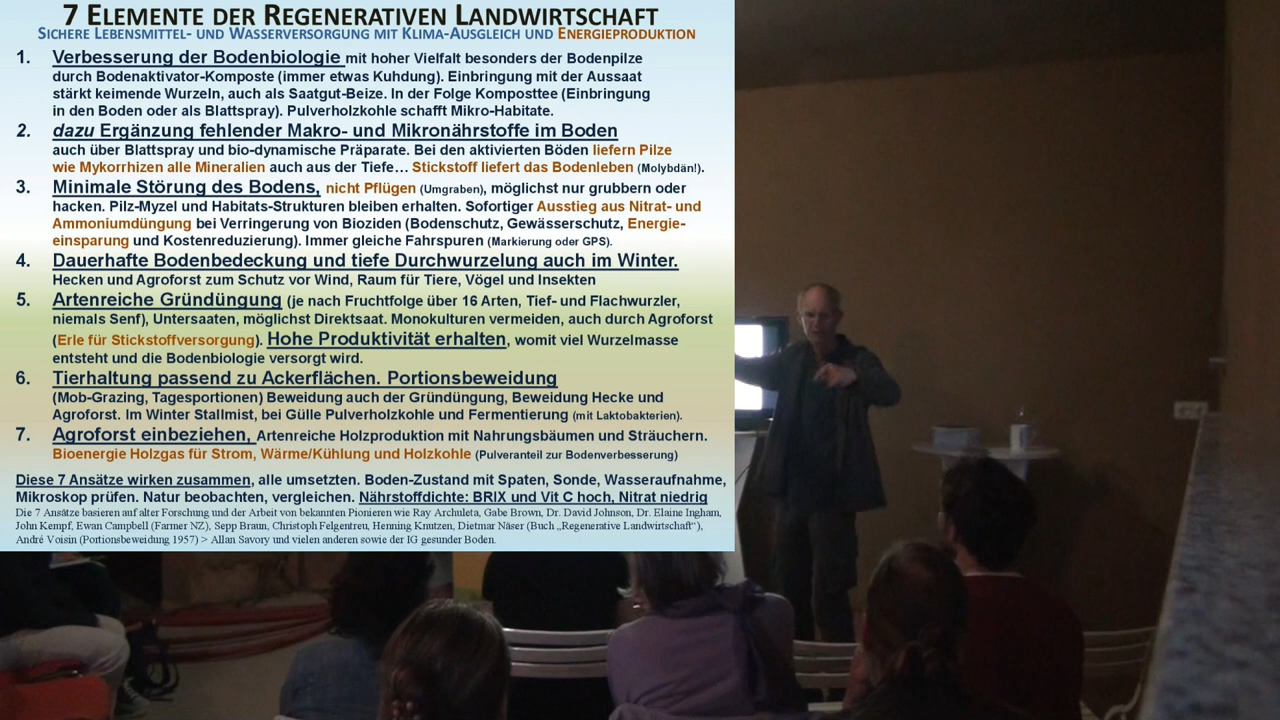 7 Elemente der Regenerativen Landwirtschaft
Sichere Lebensmittel- und Wasserversorgung mit Klima-Ausgleich und Energieproduktion
1. Verbesserung der Bodenbiologie mit hoher Vielfalt besonders der Bodenpilze
durch Bodenaktivator-Komposte (immer etwas Kuhdung). Einbringung mit der Aussaat
stärkt keimende Wurzeln, auch als Saatgut-Beize. In der Folge Komposttee (Einbringung
in den Boden oder als Blattspray). Pulverholzkohle schafft Mikro-Habitate.
2. dazu Ergänzung fehlender Makro- und Mikronährstoffe im Boden
auch über Blattspray und bio-dynamische Präparate. Bei den aktivierten Böden liefern Pilze
wie Mykorrhizen alle Mineralien auch aus der Tiefe… Stickstoff liefert das Bodenleben (Molybdän!).
3. Minimale Störung des Bodens, nicht Pflügen (Umgraben), möglichst nur grubbern oder
hacken. Pilz-Myzel und Habitats-Strukturen bleiben erhalten. Sofortiger Ausstieg aus Nitrat- und
Ammoniumdüngung bei Verringerung von Bioziden (Bodenschutz, Gewässerschutz, Energie-
einsparung und Kostenreduzierung). Immer gleiche Fahrspuren (Markierung oder GPS).
4. Dauerhafte Bodenbedeckung und tiefe Durchwurzelung auch im Winter.
Hecken und Agroforst zum Schutz vor Wind, Raum für Tiere, Vögel und Insekten
5. Artenreiche Gründüngung (je nach Fruchtfolge über 16 Arten, Tief- und Flachwurzler,
niemals Senf), Untersaaten, möglichst Direktsaat. Monokulturen vermeiden, auch durch Agroforst
(Erle für Stickstoffversorgung). Hohe Produktivität erhalten, womit viel Wurzelmasse
entsteht und die Bodenbiologie versorgt wird.
6. Tierhaltung passend zu Ackerflächen. Portionsbeweidung
(Mob-Grazing, Tagesportionen) Beweidung auch der Gründüngung, Beweidung Hecke und
Agroforst. Im Winter Stallmist, bei Gülle Pulverholzkohle und Fermentierung (mit Laktobakterien).
7. Agroforst einbeziehen, Artenreiche Holzproduktion mit Nahrungsbäumen und Sträuchern.
Bioenergie Holzgas für Strom, Wärme/Kühlung und Holzkohle (Pulveranteil zur Bodenverbesserung)
Diese 7 Ansätze wirken zusammen, alle umsetzten. Boden-Zustand mit Spaten, Sonde, Wasseraufnahme,
Mikroskop prüfen. Natur beobachten, vergleichen. Nährstoffdichte: BRIX und Vit C hoch, Nitrat niedrig
Die 7 Ansätze basieren auf alter Forschung und der Arbeit von bekannten Pionieren wie Ray Archuleta, Gabe Brown, Dr. David Johnson, Dr. Elaine Ingham,
John Kempf, Ewan Campbell (Farmer NZ), Sepp Braun, Christoph Felgentreu, Henning Knutzen, Dietmar Näser (Buch „Regenerative Landwirtschaft“),
André Voisin (Portionsbeweidung 1957) > Allan Savory und vielen anderen sowie der IG gesunder Boden.